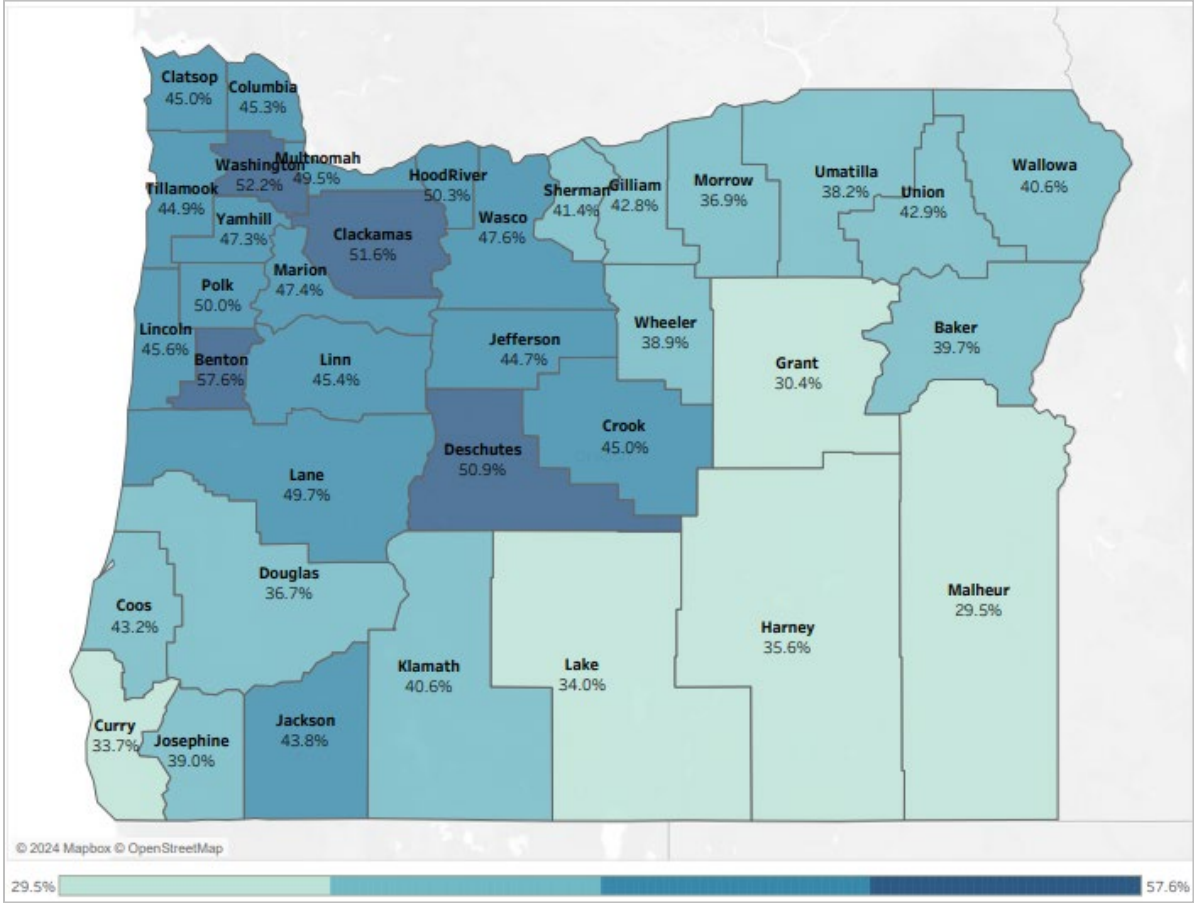 Clatsop
45.0%
Columbia
45.3%
Washington
52.2%
Multnomah
49.5%
HoodRiver
50.3%
Tillamook
44.9%
Yamhill
47.3%
Clackamas
51.6%
Wasco
47.6%
Sherman
41.4%
Gilliam
42.8%
Morrow
36.9%
Umatilla
38.2%
Union
42.9%
Wallowa
40.6%
Polk
50.0%
Marion
47.4%
Lincoln
45.6%
Benton
57.6%
Linn
45.4%
Jefferson
44.7%
Wheeler
38.9%
Grant
30.4%
Baker
39.7%
Crook
45.0%
Deschutes
50.9%
Lane
49.7%
Douglas
36.7%
Coos
43.2%
Klamath
40.6%
Lake
34.0%
Harney
35.6%
Malheur
29.5%
Curry
33.7%
Josephine
39.0%
Jackson
43.8%
© 2024 Mapbox © OpenStreetMap
29.5%
57.6%